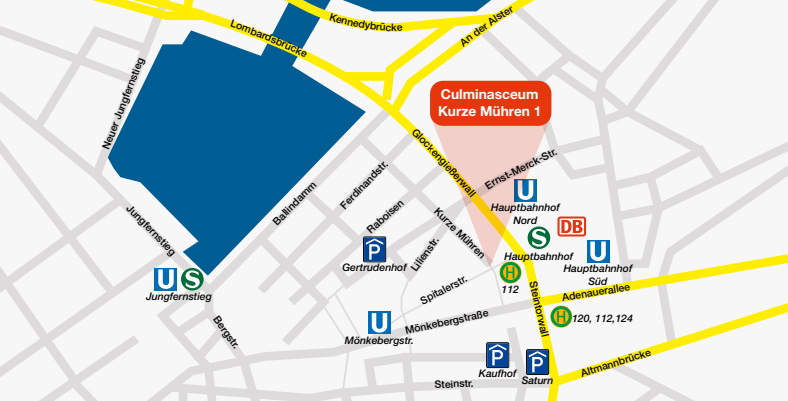 Kennedybrücke
Lombardsbrücke
An der Alster
Neuer Jungfernstieg
Culminasceum
Kurze Mühren 1
Glockengießerwall
Ernst-Merck-Str.
Ferdinandstr.
Ballindamm
Raboisen
Kurze Mühren
Lilienstr.
U
Hauptbahnhof
Nord
DB
S
Hauptbahnhof
U
Hauptbahnhof
Süd
Jungfernstieg
P
Gertrudenhof
U S
Jungfernstieg
H
112
Spitalerstr.
Steintorwall
Adenauerallee
H 120, 112,124
Bergstr.
U
Mönkebergstr.
Mönkebergstraße
P
Kaufhof
P
Saturn
Altmannbrücke
Steinstr.